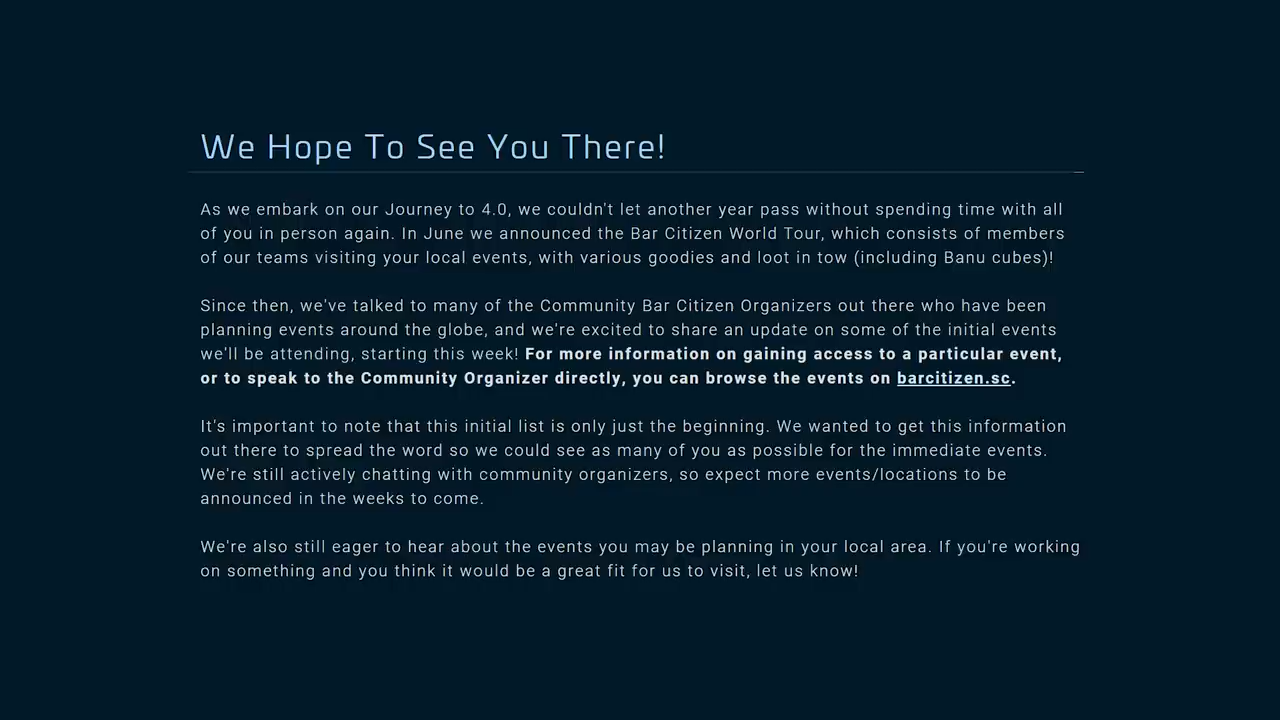 We Hope To See You There!
As we embark on our Journey to 4.0, we couldn't let another year pass without spending time with all
of you in person again. In June we announced the Bar Citizen World Tour, which consists of members
of our teams visiting your local events, with various goodies and loot in tow (including Banu cubes)!
Since then, we've talked to many of the Community Bar Citizen Organizers out there who have been
planning events around the globe, and we're excited to share an update on some of the initial events
we'll be attending, starting this week! For more information on gaining access to a particular event,
or to speak to the Community Organizer directly, you can browse the events on barcitizen.sc.
It's important to note that this initial list is only just the beginning. We wanted to get this information
out there to spread the word so we could see as many of you as possible for the immediate events.
We're still actively chatting with community organizers, so expect more events/locations to be
announced in the weeks to come.
We're also still eager to hear about the events you may be planning in your local area. If you're working
on something and you think it would be a great fit for us to visit, let us know!